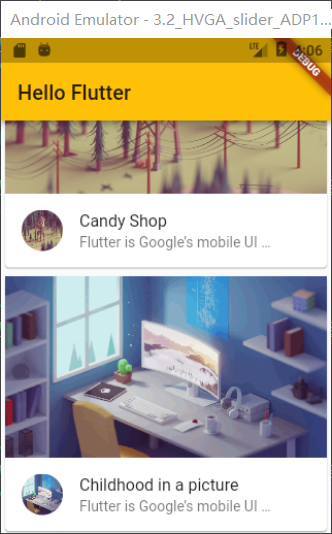 Android Emulator - 3.2_HVGA_slider_ADP1...
LTE 4:06
DEBUG
Hello Flutter
Candy Shop
Flutter is Google's mobile UI ...
Childhood in a picture
Flutter is Google's mobile UI ...